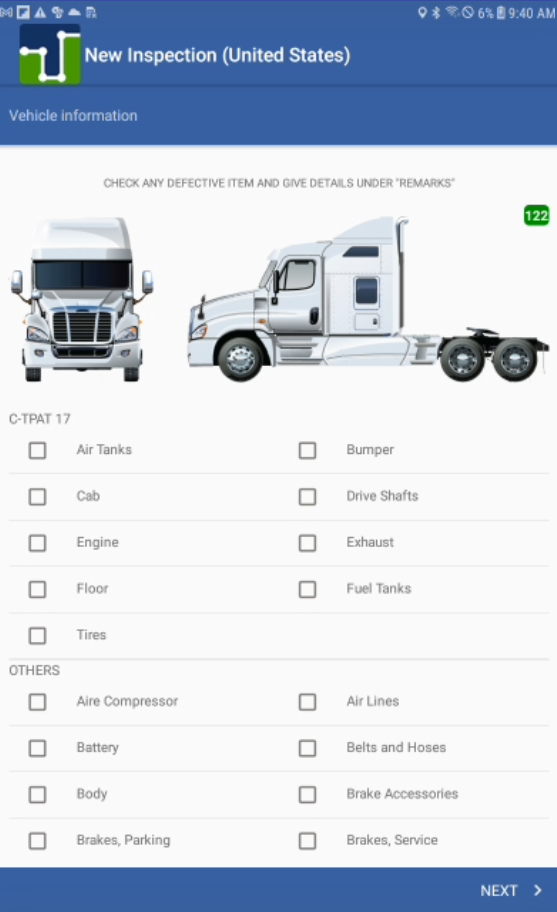 6% 9:40 AM
New Inspection (United States)
Vehicle information
CHECK ANY DEFECTIVE ITEM AND GIVE DETAILS UNDER "REMARKS"
122
C-TPAT 17
Air Tanks Bumper
Cab Drive Shafts
Engine Exhaust
Floor Fuel Tanks
Tires
OTHERS
Aire Compressor Air Lines
Battery Belts and Hoses
Body Brake Accessories
Brakes, Parking Brakes, Service
NEXT